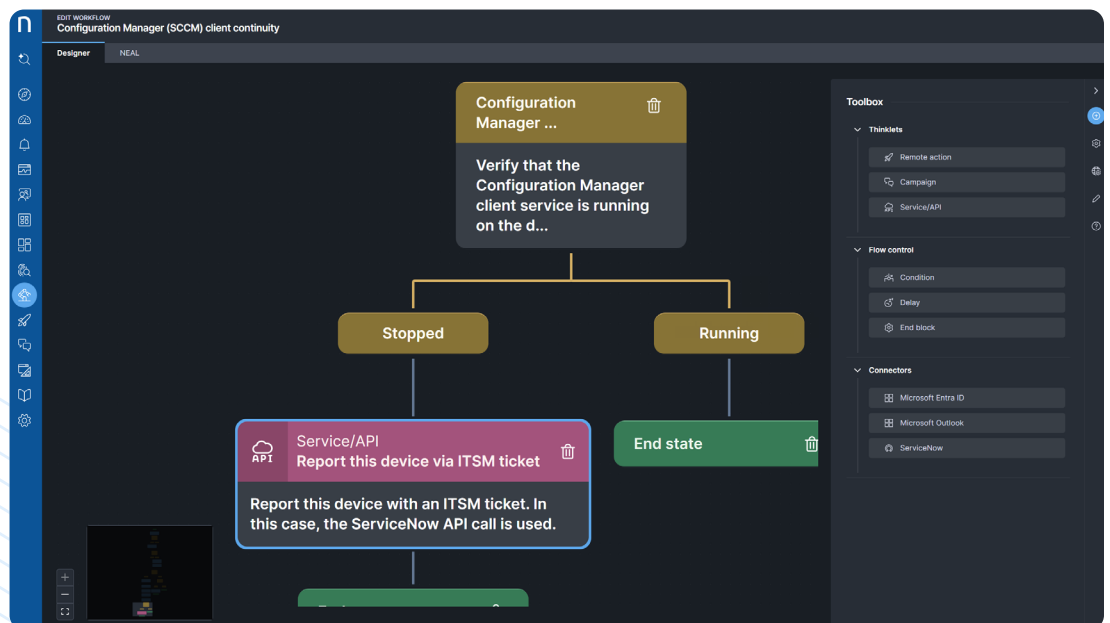 n
EDIT WORKFLOW
Configuration Manager (SCCM) client continuity
Designer
NEAL
Configuration
Manager ...
Verify that the
Configuration Manager
client service is running
on the d...
Stopped
Running
API
Service/API
Report this device via ITSM ticket
Report this device with an ITSM ticket. In
this case, the ServiceNow API call is used.
End state
Toolbox
Thinklets
Remote action
Campaign
API
Service/API
Flow control
Condition
Delay
End block
Connectors
Microsoft Entra ID
Microsoft Outlook
ServiceNow